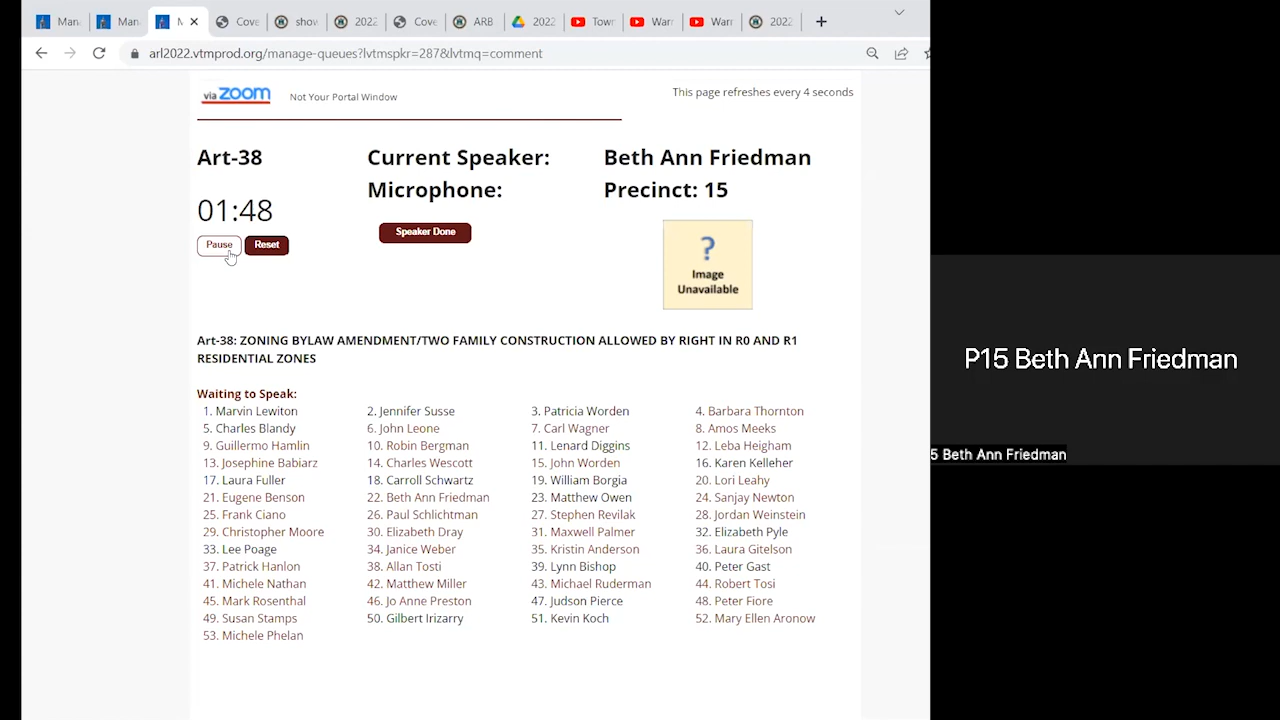 Man
Man
M
Cove
show
2022
Cove
ARB
2022
Town
Warr
Warr
2022
arl2022.vtmprod.org/manage-queues?lvtmspkr=287&lvtmq=comment
via zoom
Not Your Portal Window
This page refreshes every 4 seconds
Art-38
Current Speaker:
Beth Ann Friedman
Microphone:
Precinct: 15
01:48
Pause
Reset
Speaker Done
?
Image
Unavailable
Art-38: ZONING BYLAW AMENDMENT/TWO FAMILY CONSTRUCTION ALLOWED BY RIGHT IN R0 AND R1
RESIDENTIAL ZONES
Waiting to Speak:
1. Marvin Lewiton 2. Jennifer Susse 3. Patricia Worden 4. Barbara Thornton
5. Charles Blandy 6. John Leone 7. Carl Wagner 8. Amos Meeks
9. Guillermo Hamlin 10. Robin Bergman 11. Lenard Diggins 12. Leba Heigham
13. Josephine Babiarz 14. Charles Wescott 15. John Worden 16. Karen Kelleher
17. Laura Fuller 18. Carroll Schwartz 19. William Borgia 20. Lori Leahy
21. Eugene Benson 22. Beth Ann Friedman 23. Matthew Owen 24. Sanjay Newton
25. Frank Ciano 26. Paul Schlichtman 27. Stephen Revilak 28. Jordan Weinstein
29. Christopher Moore 30. Elizabeth Dray 31. Maxwell Palmer 32. Elizabeth Pyle
33. Lee Poage 34. Janice Weber 35. Kristin Anderson 36. Laura Gitelson
37. Patrick Hanlon 38. Allan Tosti 39. Lynn Bishop 40. Peter Gast
41. Michele Nathan 42. Matthew Miller 43. Michael Ruderman 44. Robert Tosi
45. Mark Rosenthal 46. Jo Anne Preston 47. Judson Pierce 48. Peter Fiore
49. Susan Stamps 50. Gilbert Irizarry 51. Kevin Koch 52. Mary Ellen Aronow
53. Michele Phelan
P15 Beth Ann Friedman
5 Beth Ann Friedman